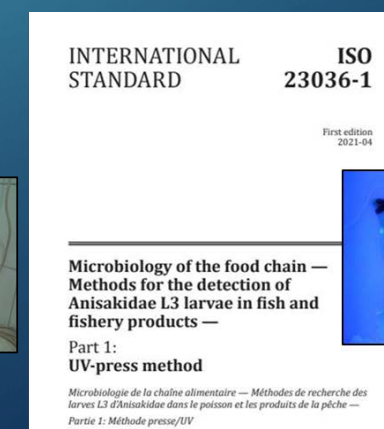 INTERNATIONAL ISO
STANDARD 23036-1
First edition
2021-04
Microbiology of the food chain —
Methods for the detection of
Anisakidae L3 larvae in fish and
fishery products —
Part 1:
UV-press method
Microbiologie de la chaîne alimentaire — Méthodes de recherche des
larves L3 d'Anisakidae dans le poisson et les produits de la pêche —
Partie 1: Méthode presse/UV